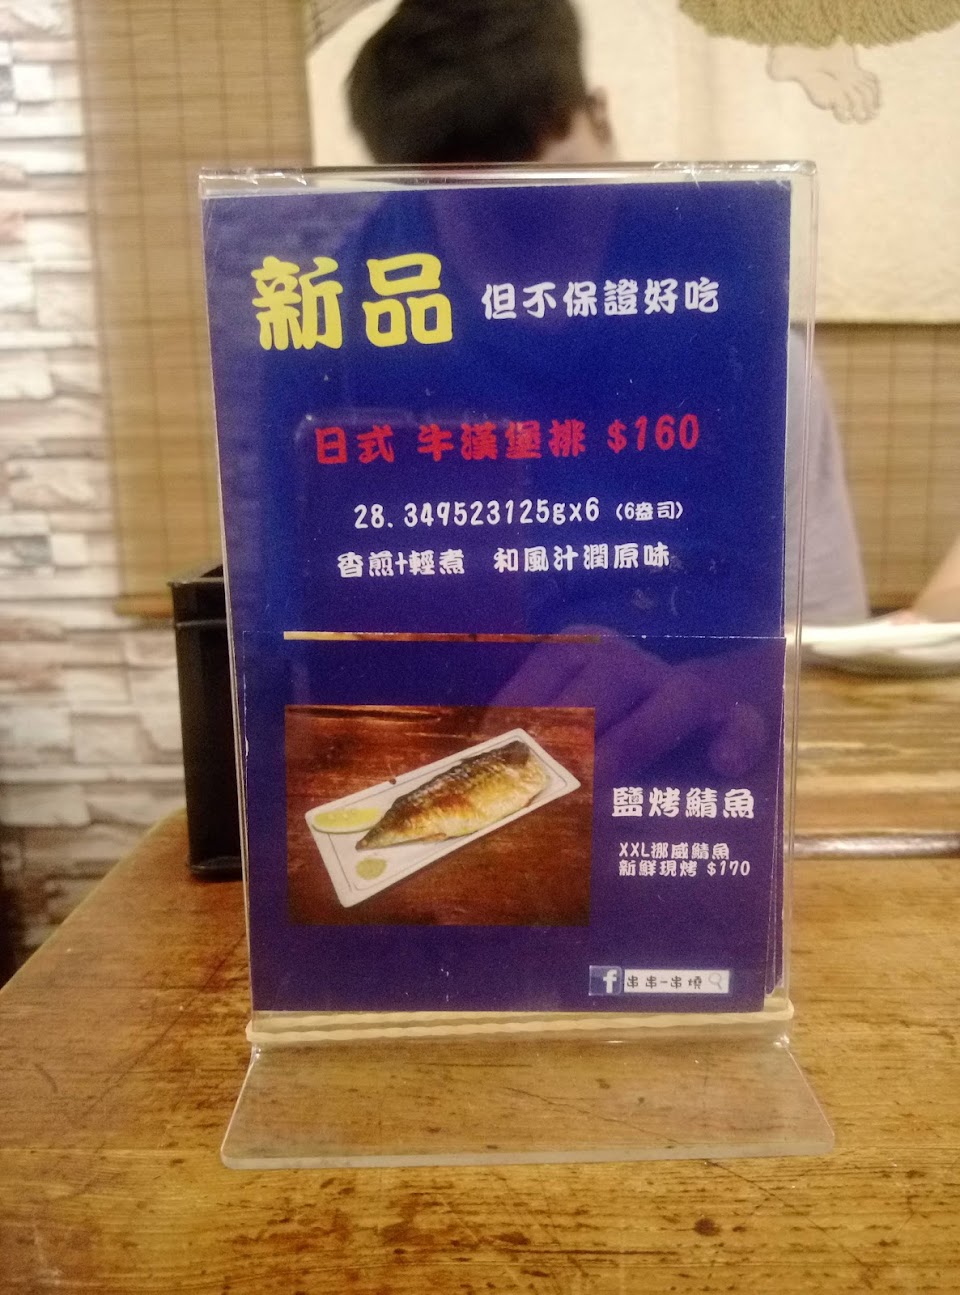 新品 但不保證好吃
日式 牛漢堡排 $160
28.349523125gx6 (6盎司)
香煎+輕煮 和風汁潤原味
鹽烤鯖魚
XXL挪威鯖魚
新鮮現烤 $170
f 串串-串燒